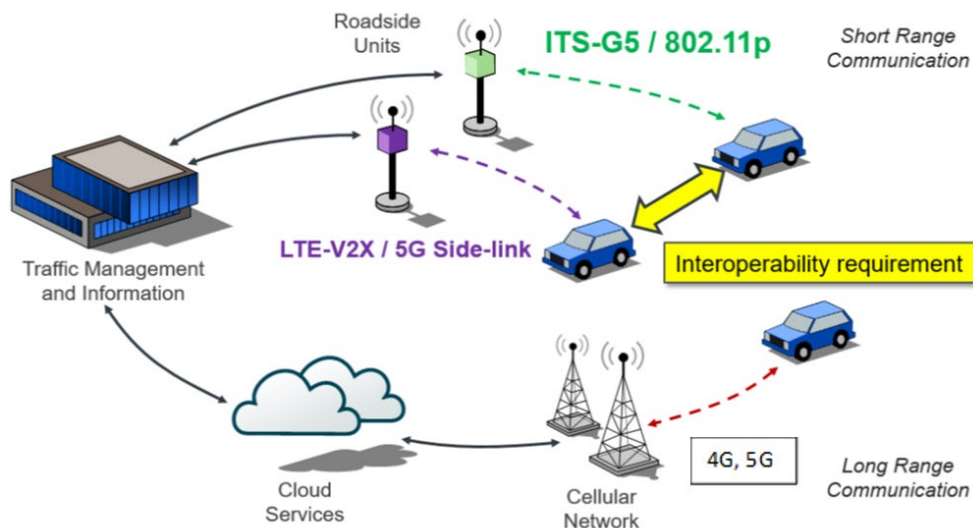 Roadside
Units
ITS-G5 / 802.11p
Short Range
Communication
LTE-V2X / 5G Side-link
Interoperability requirement
Traffic Management
and Information
4G, 5G
Cloud
Services
Cellular
Network
Long Range
Communication